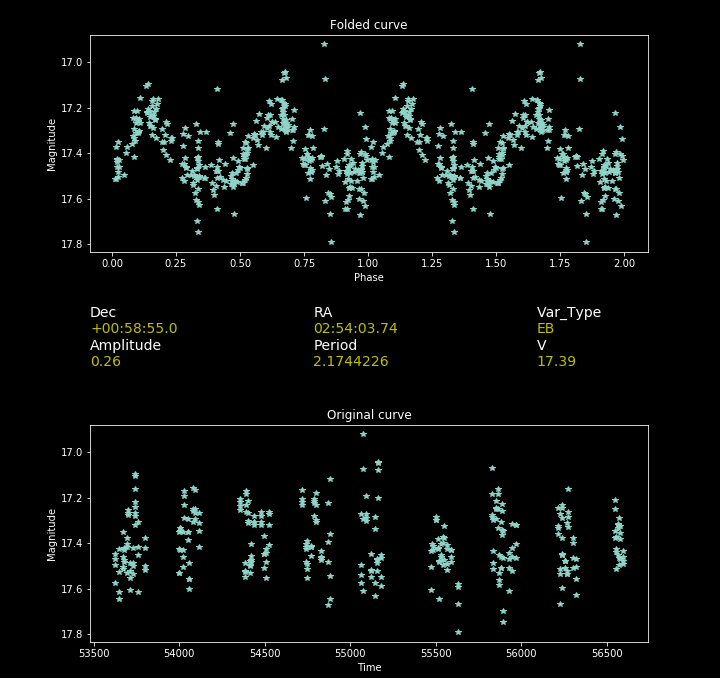 Folded curve
17.0
17.2
17.4
17.6
17.8
Magnitude
0.00 0.25 0.50 0.75 1.00 1.25 1.50 1.75 2.00
Phase
Dec RA Var_Type
+00:58:55.0 02:54:03.74 EB
Amplitude Period V
0.26 2.1744226 17.39
Original curve
17.0
17.2
17.4
17.6
17.8
Magnitude
53500 54000 54500 55000 55500 56000 56500
Time